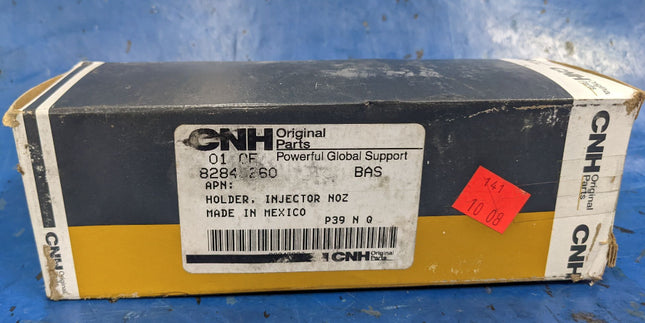 CNH Original Parts
Powerful Global Support
BAS
APN:
HOLDER, INJECTOR NOZ
MADE IN MEXICO
P39 N Q
CNH Original Parts
141
10 08
CNH Original Parts
CNH
CNH